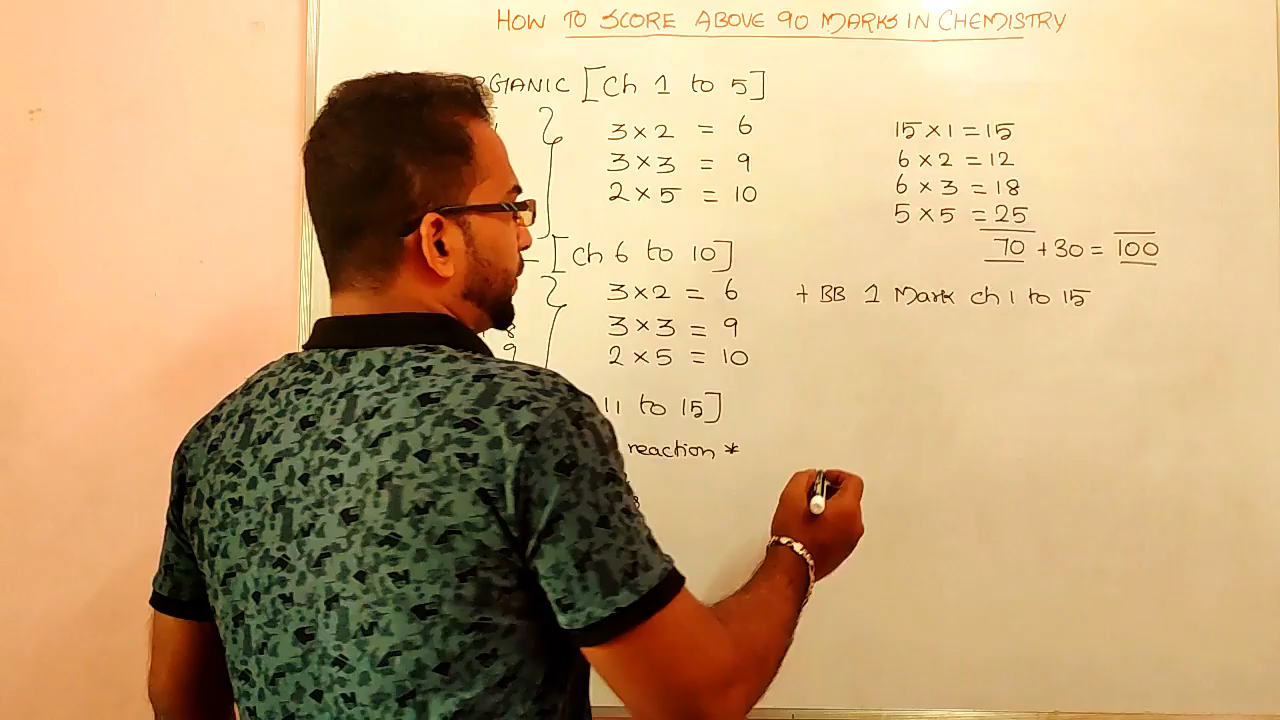 HOW TO SCORE ABOVE 90 MARKS IN CHEMISTRY
[Ch 1 to 5]
3 × 2 = 6
3 × 3 = 9
2 × 5 = 10
[Ch 6 to 10]
3 × 2 = 6
3 × 3 = 9
2 × 5 = 10
11 to 15]
reaction *
8
9
15 × 1 = 15
6 × 2 = 12
6 × 3 = 18
5 × 5 = 25
70 + 30 = 100
+ BB 1 Mark ch 1 to 15